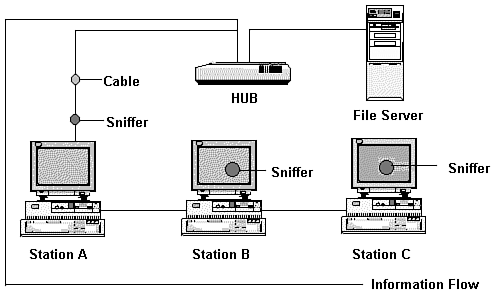 Cable
HUB
File Server
Sniffer
Sniffer
Sniffer
Station A
Station B
Station C
Information Flow